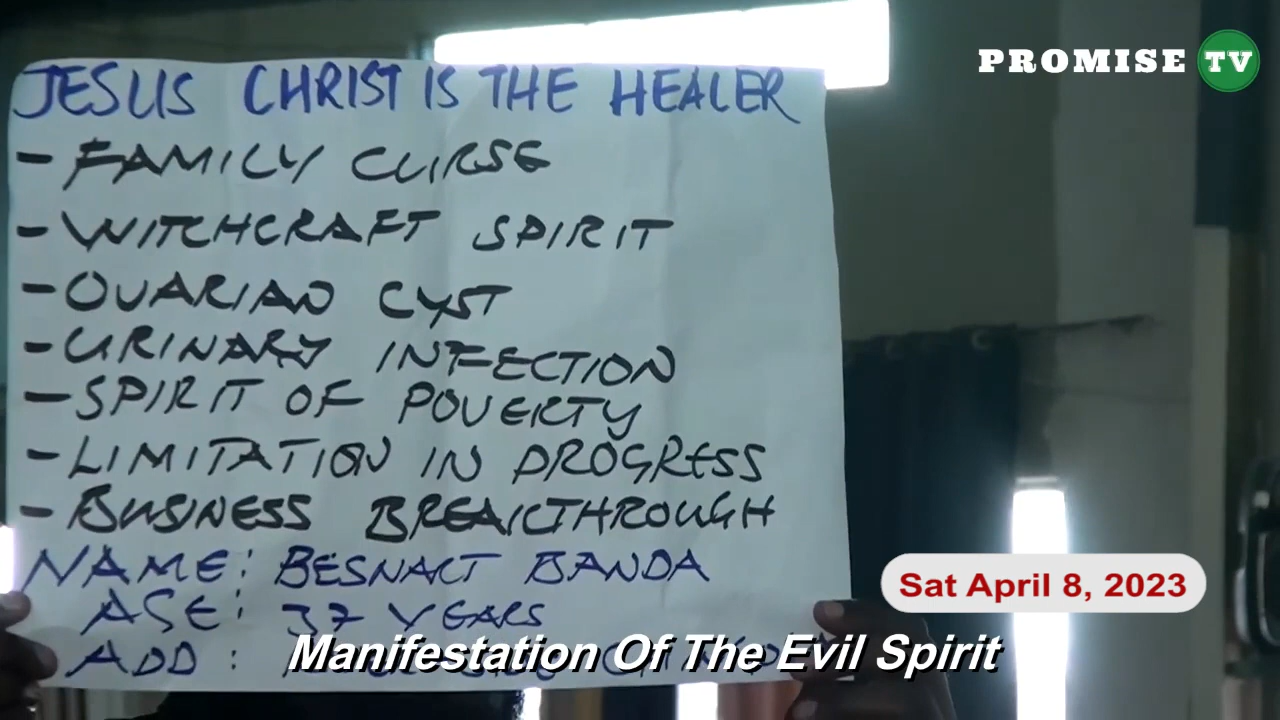 PROMISE TV
JESUS CHRIST IS THE HEALER
- FAMILY CURSE
- WITCHCRAFT SPIRIT
- OVARIAN CYST
- URINARY INFECTION
- SPIRIT OF POVERTY
- LIMITATION IN PROGRESS
- BUSINESS BREAKTHROUGH
NAME: BESNACT BANDA
AGE: 37 YEARS
ADD:
Sat April 8, 2023
Manifestation Of The Evil Spirit